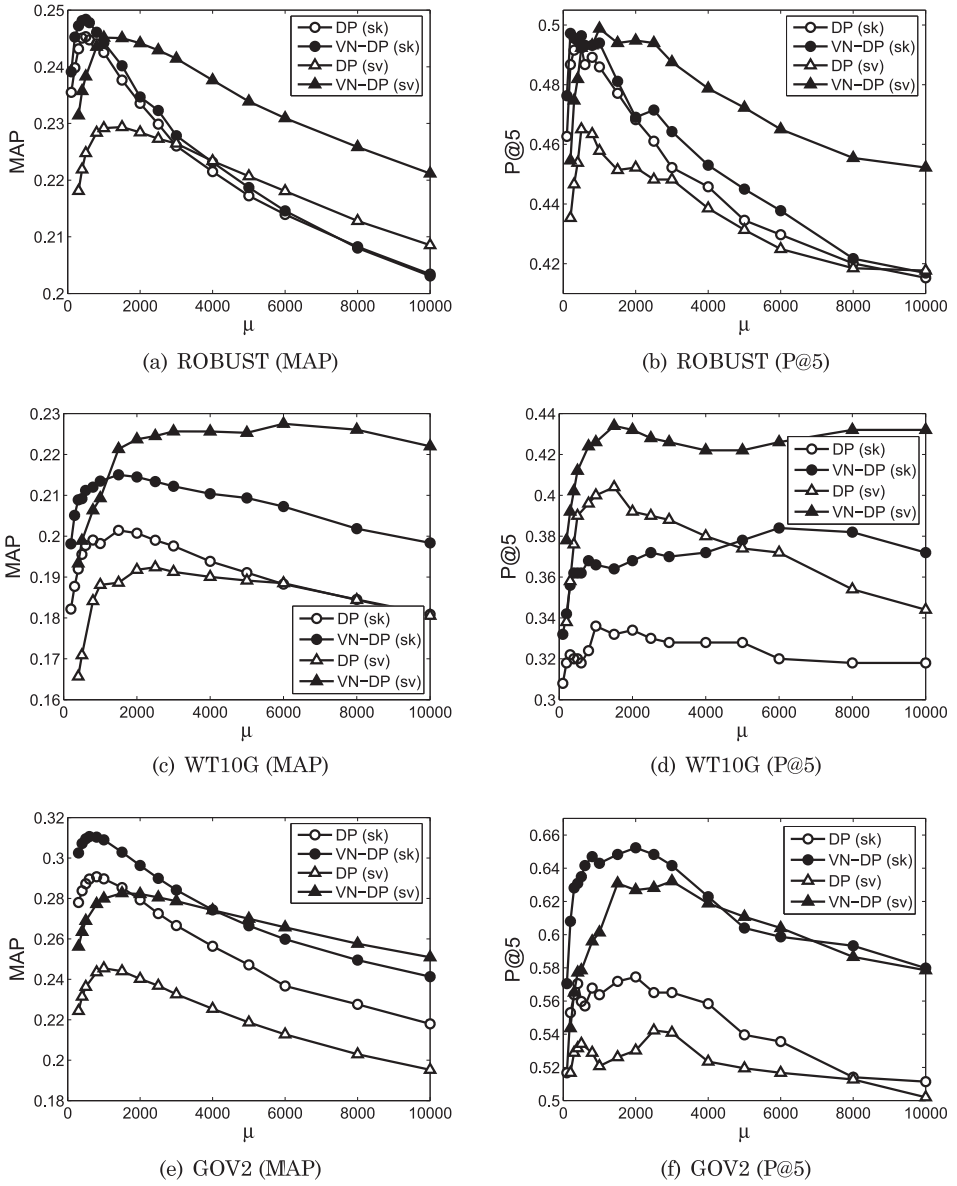 0.25
0.24
0.23
0.22
0.21
0.2
MAP
0 2000 4000 6000 8000 10000
μ
DP (sk)
VN−DP (sk)
DP (sv)
VN−DP (sv)
(a) ROBUST (MAP)
0.5
0.48
0.46
0.44
0.42
P@5
0 2000 4000 6000 8000 10000
μ
DP (sk)
VN−DP (sk)
DP (sv)
VN−DP (sv)
(b) ROBUST (P@5)
0.23
0.22
0.21
0.2
0.19
0.18
0.17
0.16
MAP
0 2000 4000 6000 8000 10000
μ
DP (sk)
VN−DP (sk)
DP (sv)
VN−DP (sv)
(c) WT10G (MAP)
0.44
0.42
0.4
0.38
0.36
0.34
0.32
0.3
P@5
0 2000 4000 6000 8000 10000
μ
DP (sk)
VN−DP (sk)
DP (sv)
VN−DP (sv)
(d) WT10G (P@5)
0.32
0.3
0.28
0.26
0.24
0.22
0.2
0.18
MAP
0 2000 4000 6000 8000 10000
μ
DP (sk)
VN−DP (sk)
DP (sv)
VN−DP (sv)
(e) GOV2 (MAP)
0.66
0.64
0.62
0.6
0.58
0.56
0.54
0.52
0.5
P@5
0 2000 4000 6000 8000 10000
μ
DP (sk)
VN−DP (sk)
DP (sv)
VN−DP (sv)
(f) GOV2 (P@5)